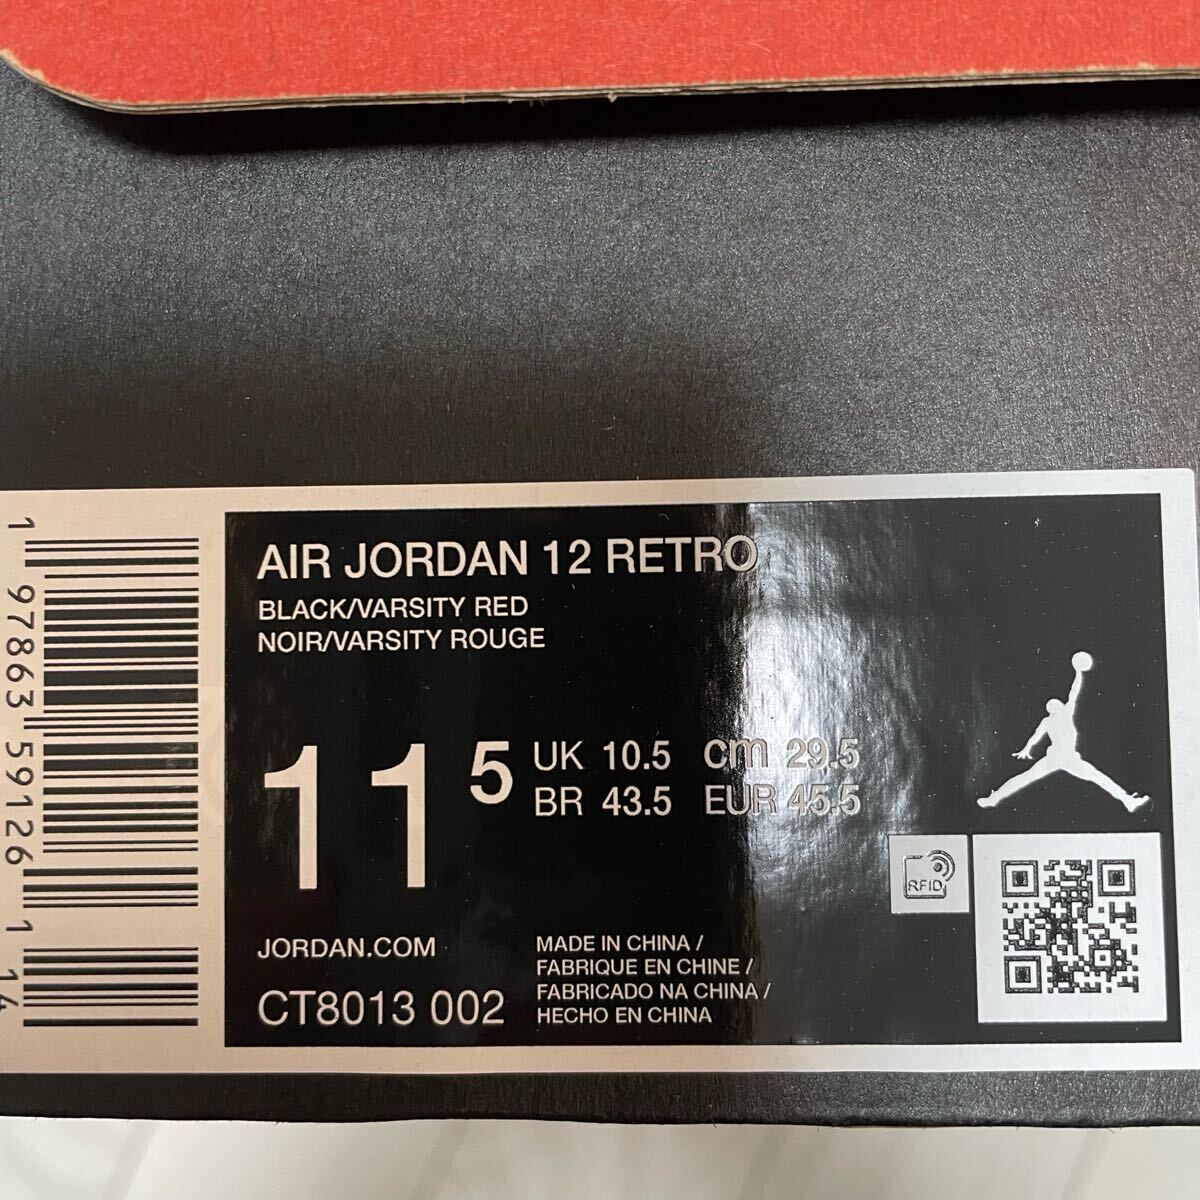 AIR JORDAN 12 RETRO
BLACK/VARSITY RED
NOIR/VARSITY ROUGE
11 5
UK 10.5 cm 29.5
BR 43.5 EUR 45.5
RFID
JORDAN.COM
CT8013 002
MADE IN CHINA /
FABRIQUE EN CHINE /
FABRICADO NA CHINA /
HECHO EN CHINA
1 97863 59126 1 14